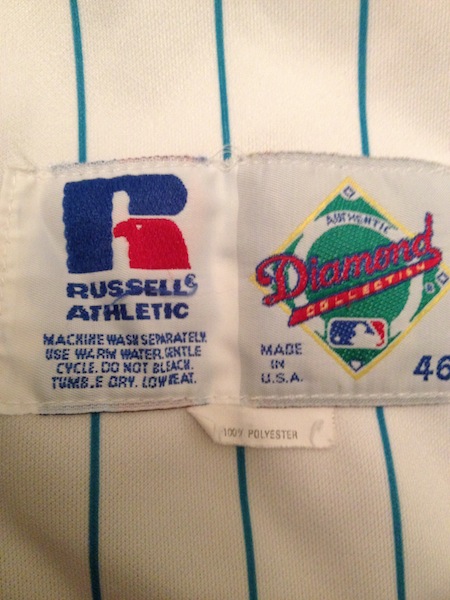 RUSSELL®
ATHLETIC
MACHINE WASH SEPARATELY.
USE WARM WATER, GENTLE
CYCLE. DO NOT BLEACH.
TUMBLE DRY. LOW HEAT.
AUTHENTIC
Diamond
COLLECTION
MADE
IN
U.S.A.
46
100% POLYESTER